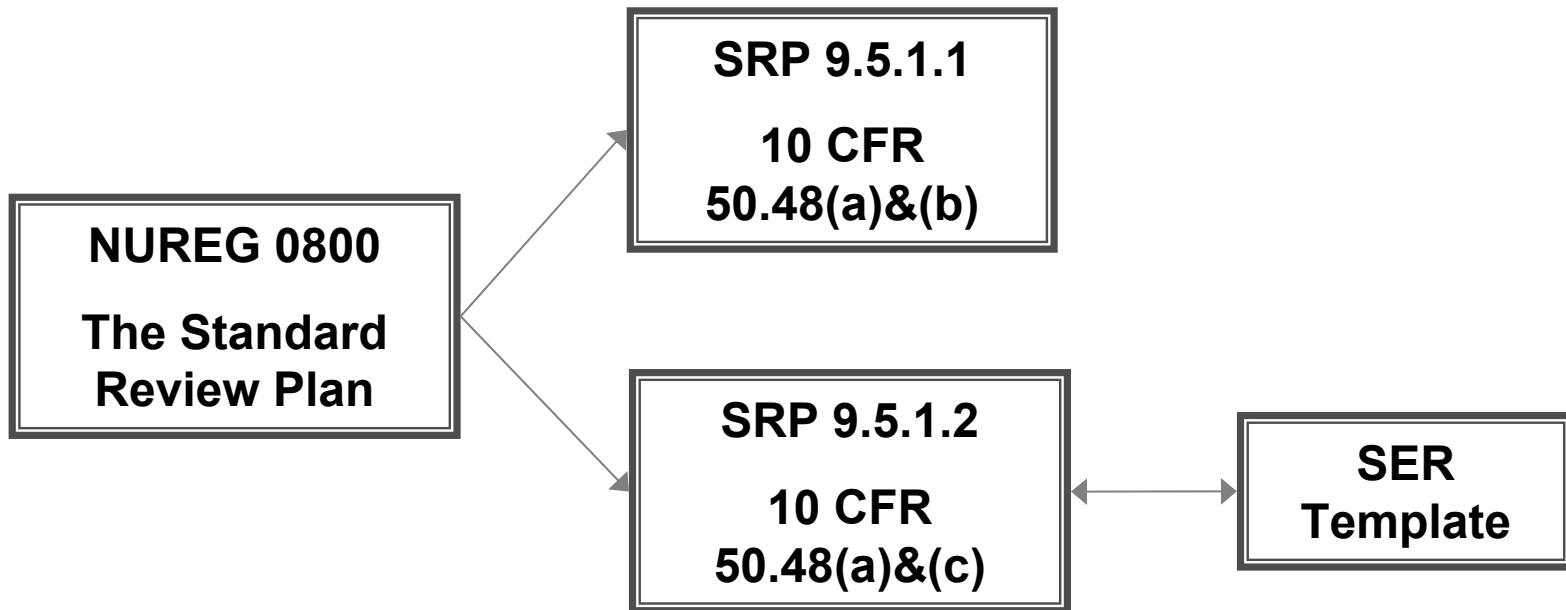 NUREG 0800
The Standard
Review Plan
SRP 9.5.1.1
10 CFR
50.48(a)&(b)
SRP 9.5.1.2
10 CFR
50.48(a)&(c)
SER
Template